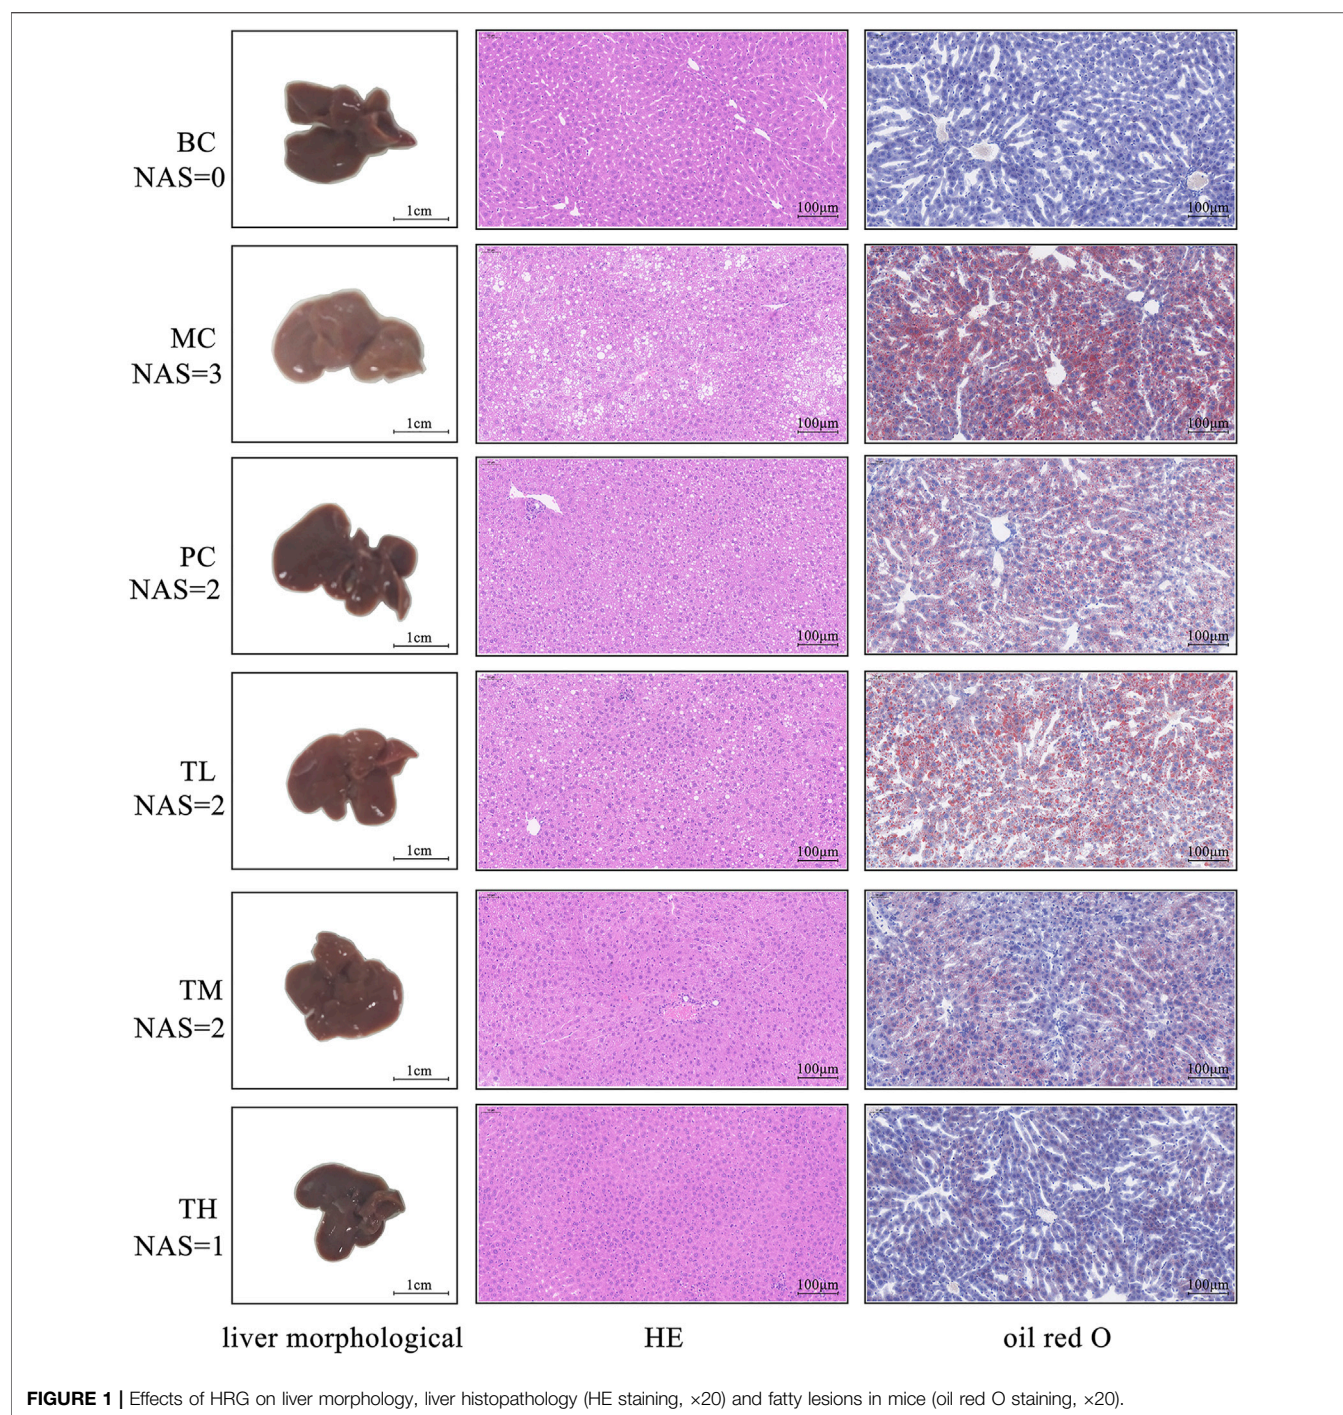 BC
NAS=0
1cm
100μm
100μm
MC
NAS=3
1cm
100μm
100μm
PC
NAS=2
1cm
100μm
100μm
TL
NAS=2
1cm
100μm
100μm
TM
NAS=2
1cm
100μm
100μm
TH
NAS=1
1cm
100μm
100μm
liver morphological
HE
oil red O
FIGURE 1 | Effects of HRG on liver morphology, liver histopathology (HE staining, ×20) and fatty lesions in mice (oil red O staining, ×20).